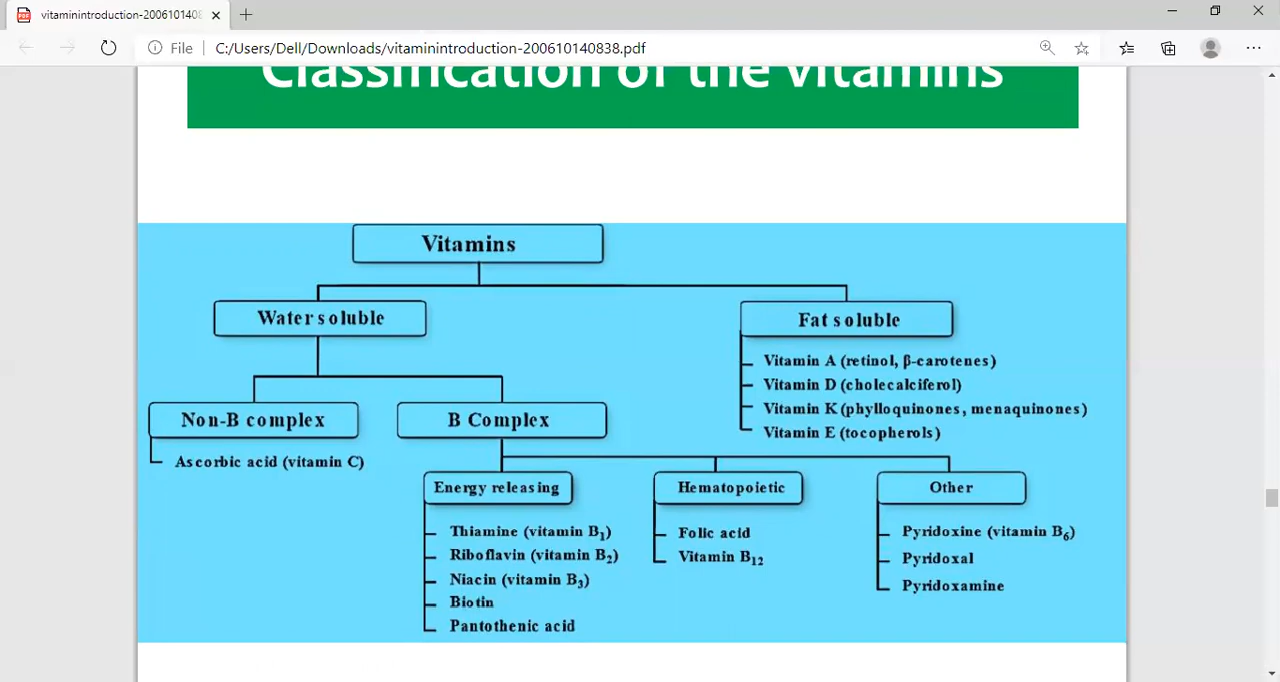 vitaminintroduction-2006101408
File C:/Users/Dell/Downloads/vitaminintroduction-200610140838.pdf
Classification of the Vitamins
Vitamins
Water soluble
Fat soluble
Vitamin A (retinol, β-carotenes)
Vitamin D (cholecalciferol)
Vitamin K (phylloquinones, menaquinones)
Vitamin E (tocopherols)
Non-B complex
Ascorbic acid (vitamin C)
B Complex
Energy releasing
Thiamine (vitamin B₁)
Riboflavin (vitamin B₂)
Niacin (vitamin B₃)
Biotin
Pantothenic acid
Hematopoietic
Folic acid
Vitamin B₁₂
Other
Pyridoxine (vitamin B₆)
Pyridoxal
Pyridoxamine